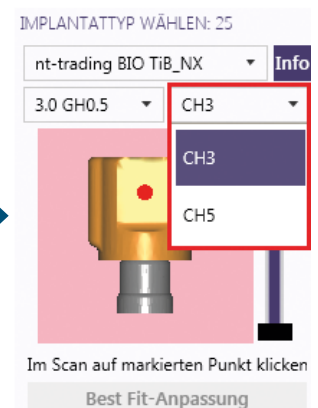 IMPLANTATTYP WÄHLEN: 25
nt-trading BIO TiB_NX Info
3.0 GH0.5 CH3
CH3
CH5
Im Scan auf markierten Punkt klicken
Best Fit-Anpassung